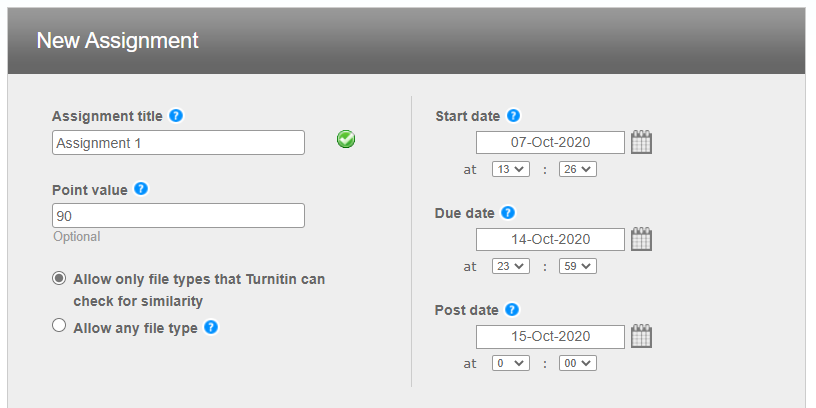 New Assignment
Assignment title ?
Assignment 1
Point value ?
90
Optional
Allow only file types that Turnitin can
check for similarity
Allow any file type ?
Start date ?
07-Oct-2020
at 13 : 26
Due date ?
14-Oct-2020
at 23 : 59
Post date ?
15-Oct-2020
at 0 : 00